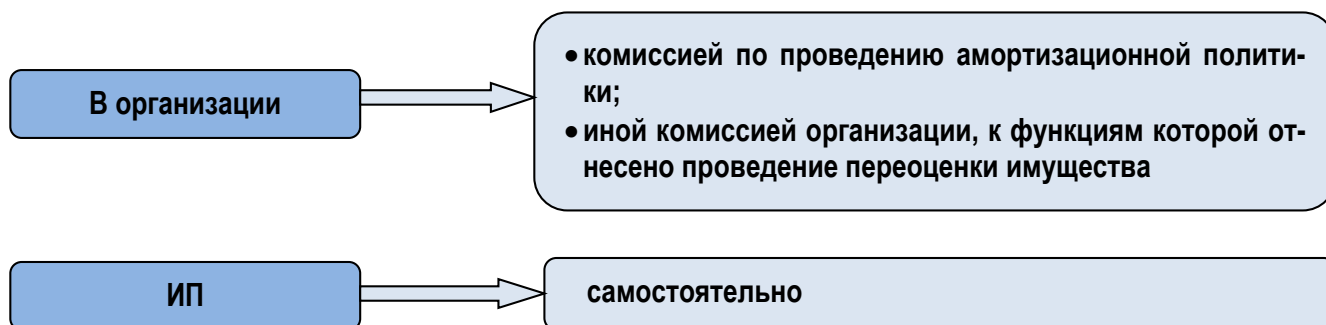 В организации
• комиссией по проведению амортизационной полити-
ки;
• иной комиссией организации, к функциям которой от-
несено проведение переоценки имущества
ИП
самостоятельно